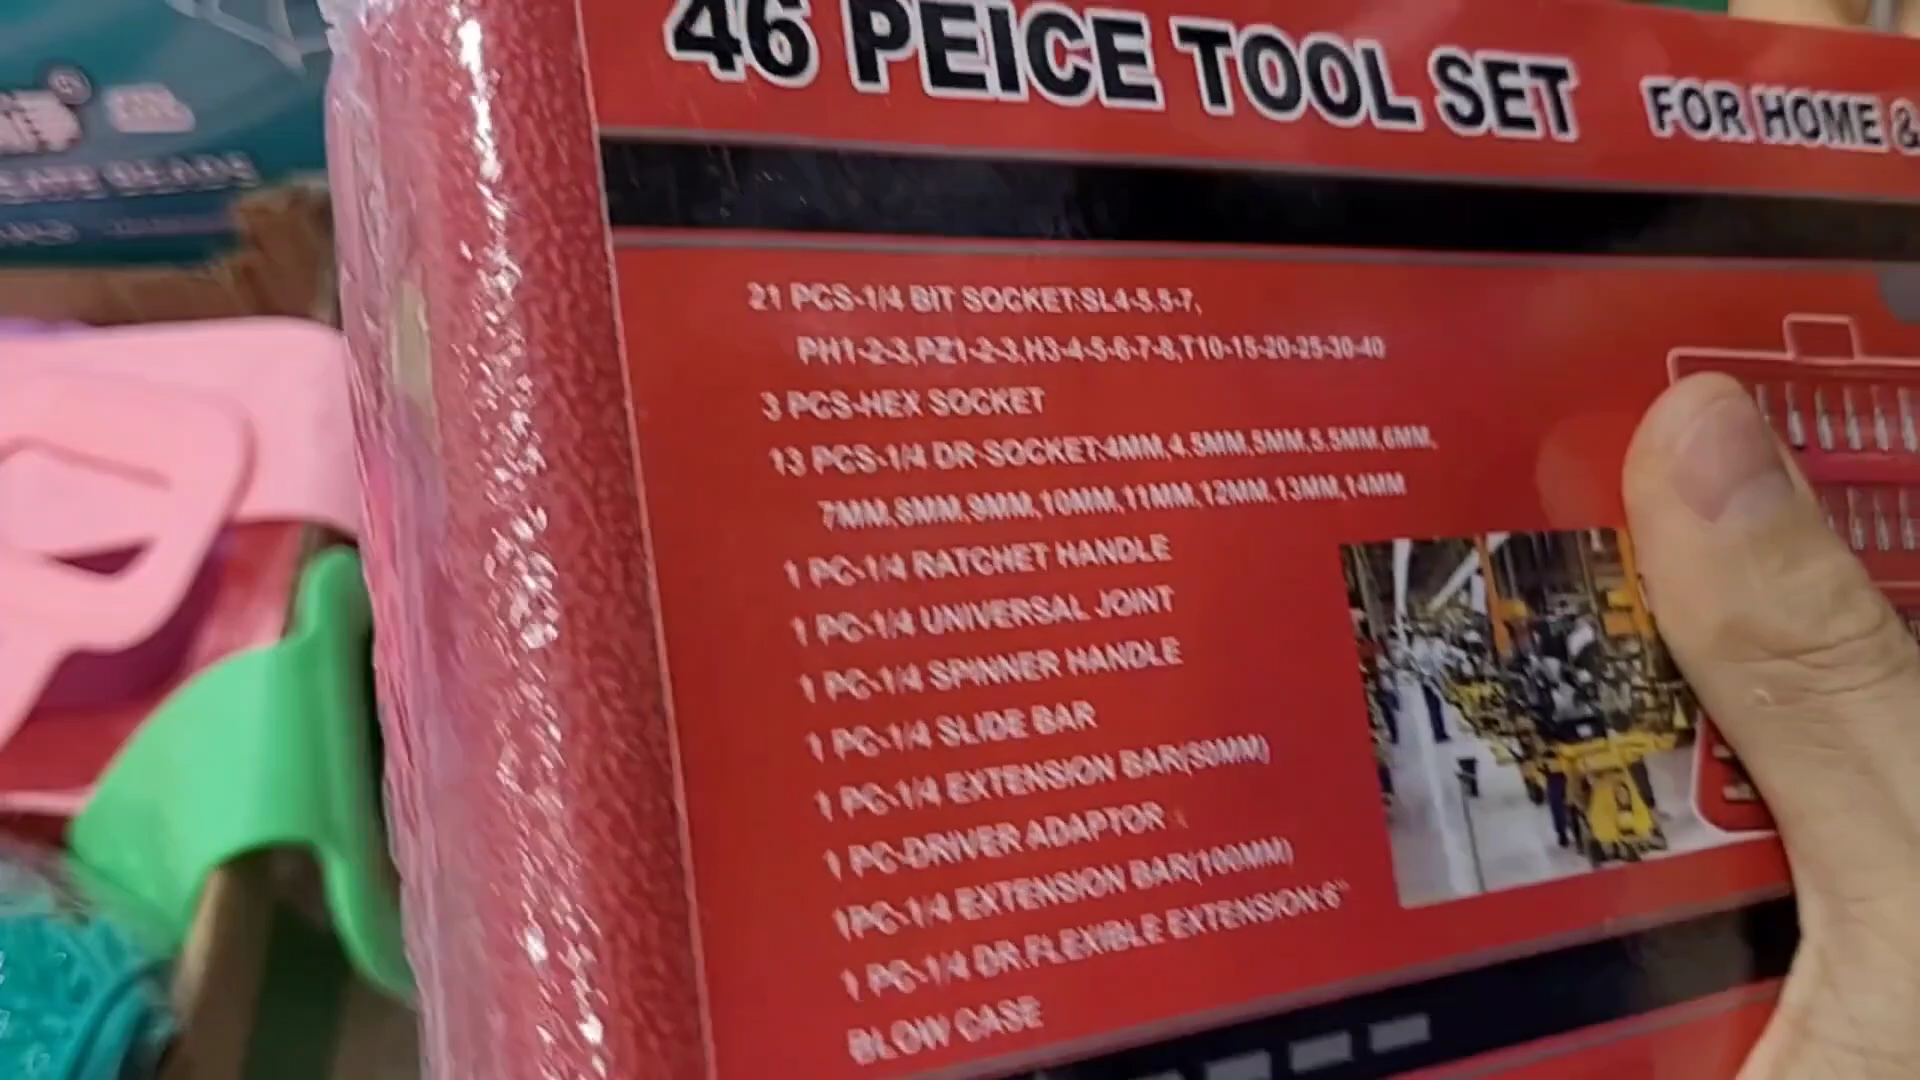 46 PEICE TOOL SET FOR HOME &
21 PCS-1/4 BIT SOCKET:SL4-5.5-7,
PH1-2-3,PZ1-2-3,H3-4-5-6-7-8,T10-15-20-25-30-40
3 PCS-HEX SOCKET
13 PCS-1/4 DR SOCKET:4MM,4.5MM,5MM,5.5MM,6MM,
7MM,8MM,9MM,10MM,11MM,12MM,13MM,14MM
1 PC-1/4 RATCHET HANDLE
1 PC-1/4 UNIVERSAL JOINT
1 PC-1/4 SPINNER HANDLE
1 PC-1/4 SLIDE BAR
1 PC-1/4 EXTENSION BAR(50MM)
1 PC-DRIVER ADAPTOR
1PC-1/4 EXTENSION BAR(100MM)
1 PC-1/4 DR.FLEXIBLE EXTENSION:6"
BLOW CASE
BEADS